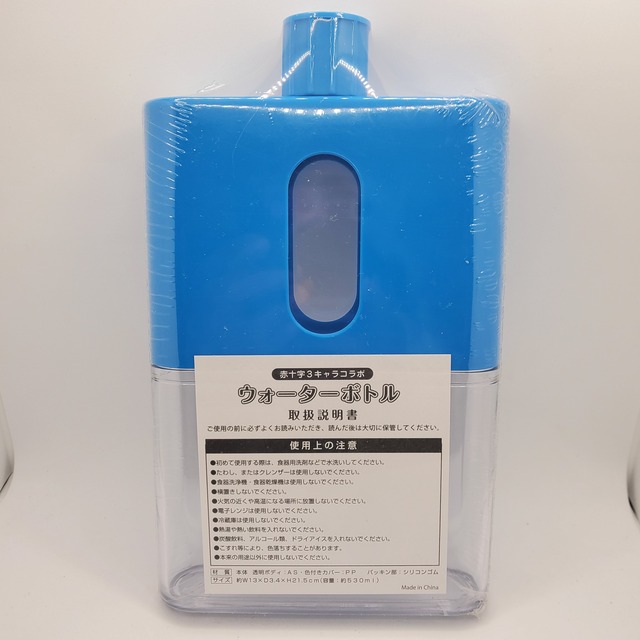 赤十字3キャラコラボ
ウォーターボトル
取扱説明書
ご使用の前に必ずよくお読みいただき、読んだ後は大切に保管してください。
使用上の注意
●初めて使用する際は、食器用洗剤などで水洗いしてください。
●たわし、またはクレンザーは使用しないでください。
●食器洗浄機・食器乾燥機は使用しないでください。
●横置きしないでください。
●火気の近くや高温になる場所に放置しないでください。
●電子レンジは使用しないでください。
●冷蔵庫は使用しないでください。
●熱湯や熱い飲料を入れないでください。
●炭酸飲料、アルコール類、ドライアイスを入れないでください。
●こすれ等により、色落ちすることがあります。
●本来の用途以外に使用しないでください。
材 質 本体 透明ボディ：AS・色付きカバー：PP パッキン部：シリコンゴム
サイズ 約W13×D3.4×H21.5cm（容量：約530ml）
Made in China